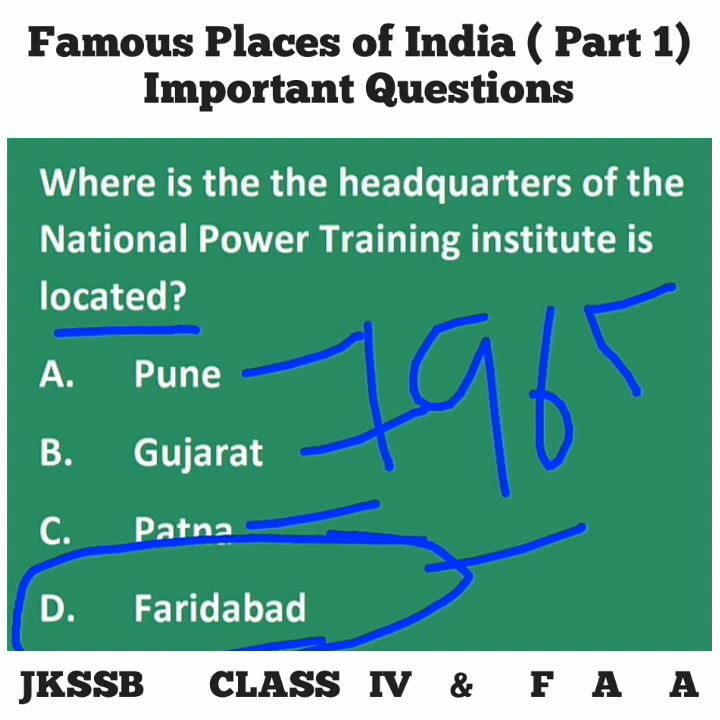 Famous Places of India ( Part 1)
Important Questions
Where is the the headquarters of the
National Power Training institute is
located?
A. Pune
B. Gujarat
C. Patna
D. Faridabad
1965
JKSSB CLASS IV & F A A